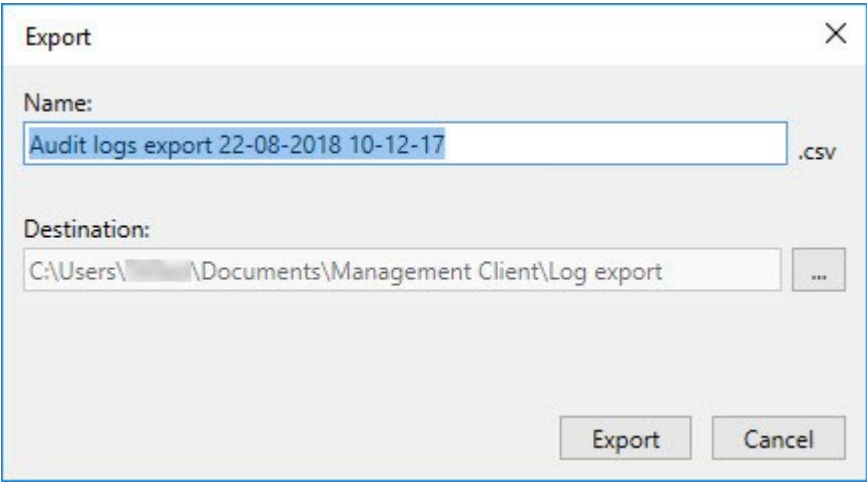 Export
Name:
Audit logs export 22-08-2018 10-12-17 .csv
Destination:
C:\Users\ \Documents\Management Client\Log export ...
Export Cancel